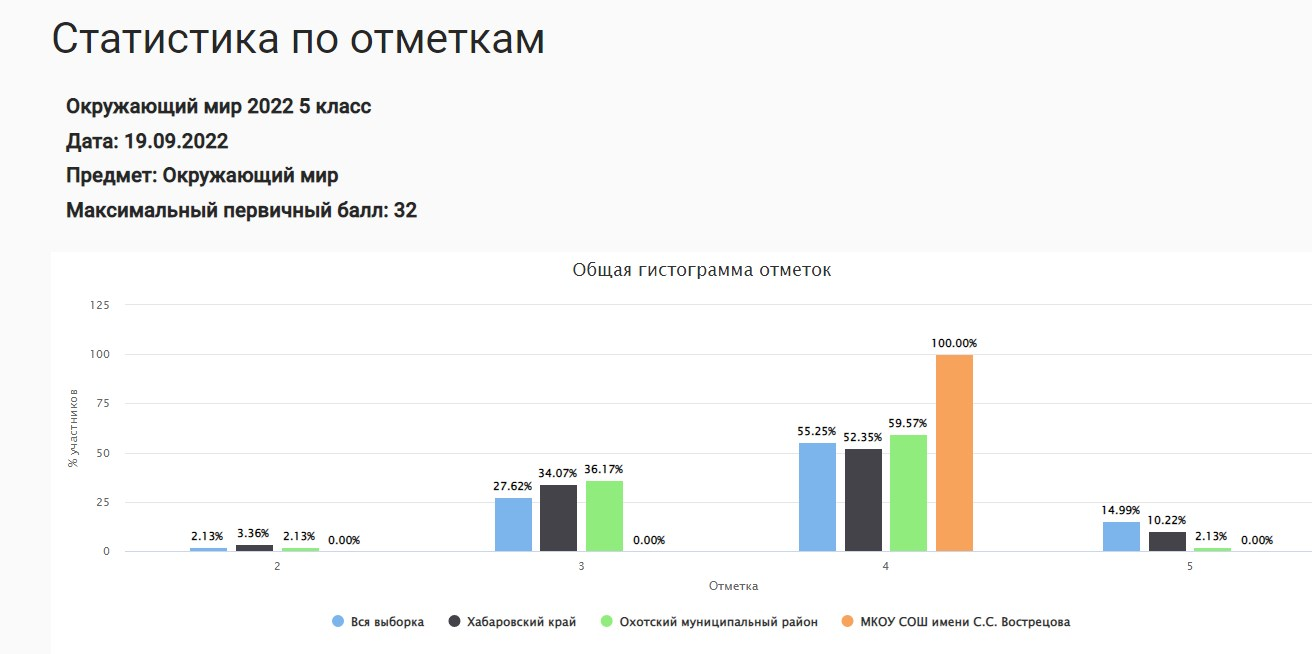 Статистика по отметкам
Окружающий мир 2022 5 класс
Дата: 19.09.2022
Предмет: Окружающий мир
Максимальный первичный балл: 32
Общая гистограмма отметок
125
100
75
50
25
0
% участников
2.13% 3.36% 2.13% 0.00%
27.62% 34.07% 36.17% 0.00%
55.25% 52.35% 59.57% 100.00%
14.99% 10.22% 2.13% 0.00%
2 3 4 5
Отметка
Вся выборка Хабаровский край Охотский муниципальный район МКОУ СОШ имени С.С. Вострецова